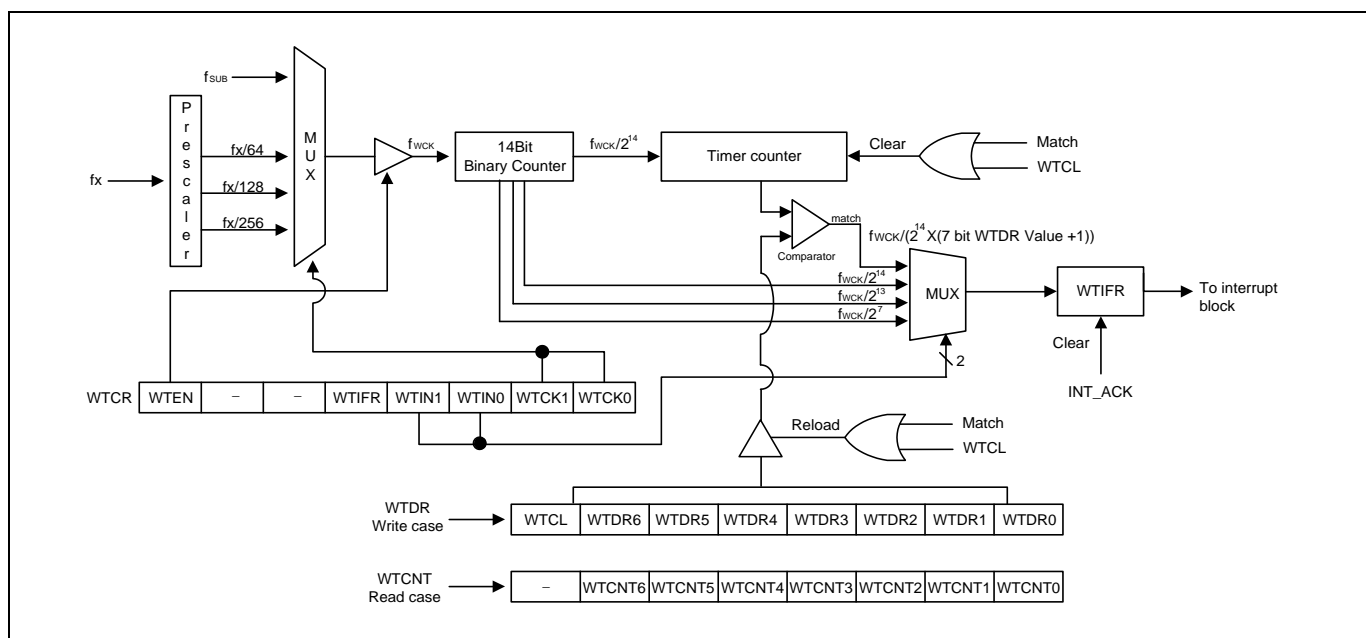 fSUB
Prescaler
fx
fx/64
fx/128
fx/256
MUX
fWCK
14Bit
Binary Counter
fWCK/2^14
Timer counter
Clear
Match
WTCL
match
Comparator
fWCK/(2^14 X(7 bit WTDR Value +1))
fWCK/2^14
fWCK/2^13
fWCK/2^7
MUX
2
WTIFR
To interrupt
block
Clear
INT_ACK
WTCR WTEN – – WTIFR WTIN1 WTIN0 WTCK1 WTCK0
Reload
Match
WTCL
WTDR
Write case
WTCL WTDR6 WTDR5 WTDR4 WTDR3 WTDR2 WTDR1 WTDR0
WTCNT
Read case
– WTCNT6 WTCNT5 WTCNT4 WTCNT3 WTCNT2 WTCNT1 WTCNT0